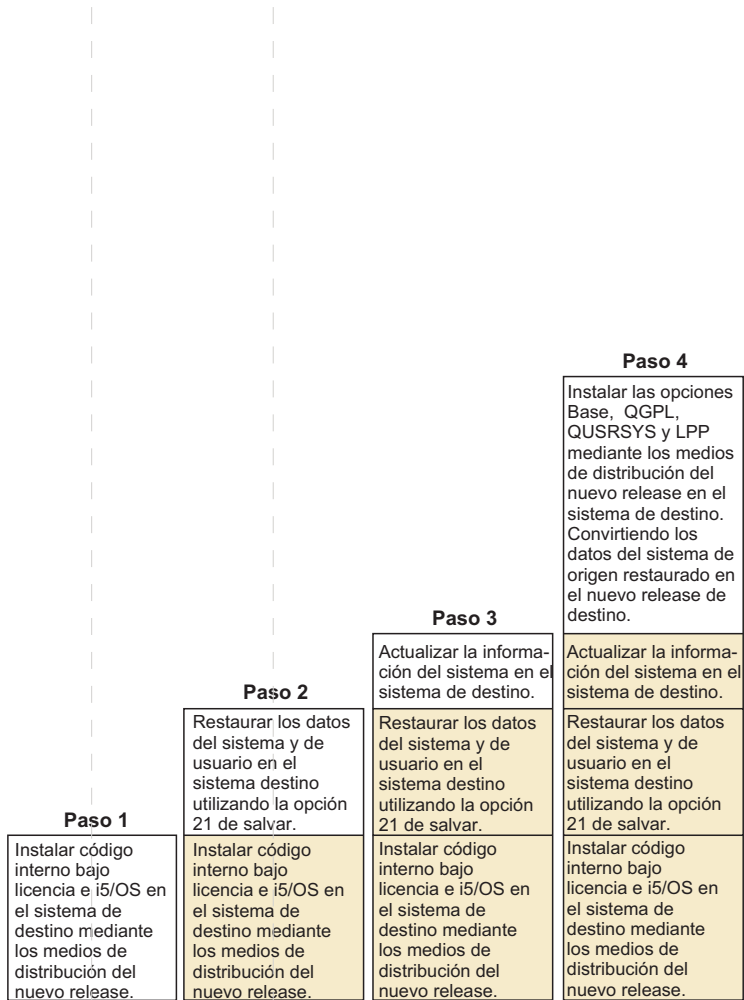 Paso 1
Instalar código
interno bajo
licencia e i5/OS en
el sistema de
destino mediante
los medios de
distribución del
nuevo release.
Paso 2
Restaurar los datos
del sistema y de
usuario en el
sistema destino
utilizando la opción
21 de salvar.
Instalar código
interno bajo
licencia e i5/OS en
el sistema de
destino mediante
los medios de
distribución del
nuevo release.
Paso 3
Actualizar la informa-
ción del sistema en el
sistema de destino.
Restaurar los datos
del sistema y de
usuario en el
sistema destino
utilizando la opción
21 de salvar.
Instalar código
interno bajo
licencia e i5/OS en
el sistema de
destino mediante
los medios de
distribución del
nuevo release.
Paso 4
Instalar las opciones
Base, QGPL,
QUSRSYS y LPP
mediante los medios
de distribución del
nuevo release en el
sistema de destino.
Convirtiendo los
datos del sistema de
origen restaurado en
el nuevo release de
destino.
Actualizar la informa-
ción del sistema en el
sistema de destino.
Restaurar los datos
del sistema y de
usuario en el
sistema destino
utilizando la opción
21 de salvar.
Instalar código
interno bajo
licencia e i5/OS en
el sistema de
destino mediante
los medios de
distribución del
nuevo release.